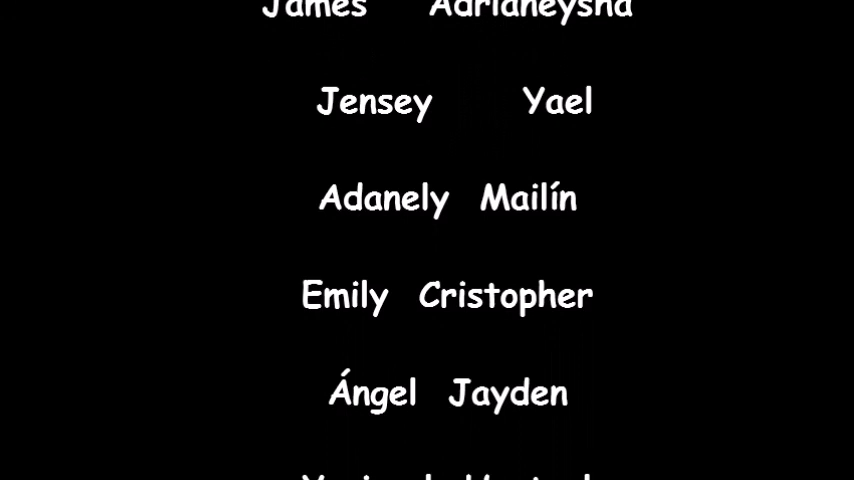 James Adrianeysha
Jensey Yael
Adanely Mailín
Emily Cristopher
Ángel Jayden